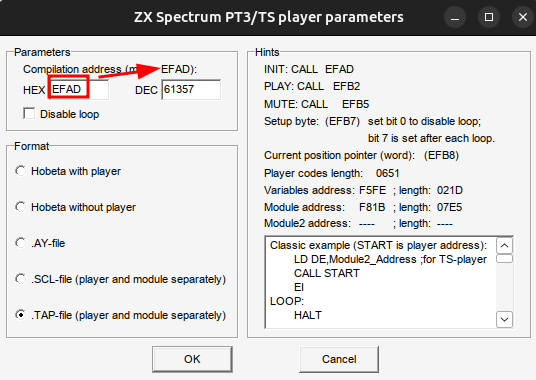 ZX Spectrum PT3/TS player parameters
Parameters
Compilation address (m EFAD):
HEX EFAD DEC 61357
Disable loop
Format
Hobeta with player
Hobeta without player
.AY-file
.SCL-file (player and module separately)
.TAP-file (player and module separately)
Hints
INIT: CALL EFAD
PLAY: CALL EFB2
MUTE: CALL EFB5
Setup byte: (EFB7) set bit 0 to disable loop;
bit 7 is set after each loop.
Current position pointer (word): (EFB8)
Player codes length: 0651
Variables address: F5FE ; length: 021D
Module address: F81B ; length: 07E5
Module2 address: ---- ; length: ----
Classic example (START is player address):
LD DE,Module2_Address ;for TS-player
CALL START
EI
LOOP:
HALT
OK
Cancel